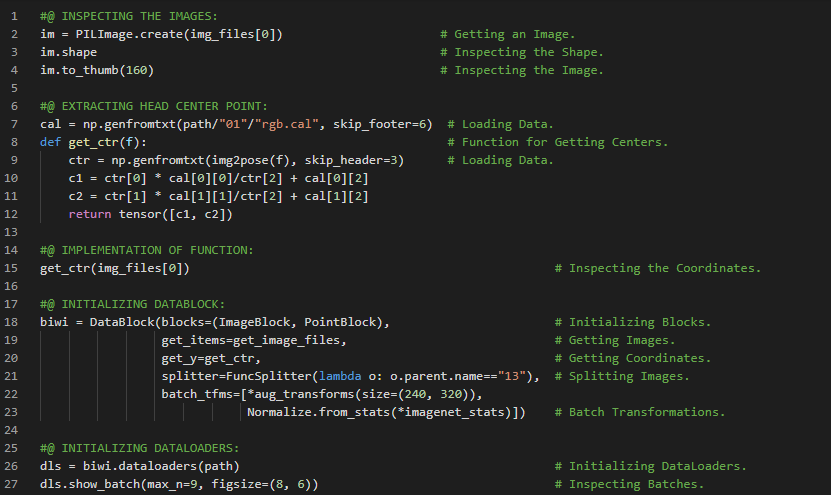 1 #@ INSPECTING THE IMAGES:
2 im = PILImage.create(img_files[0]) # Getting an Image.
3 im.shape # Inspecting the Shape.
4 im.to_thumb(160) # Inspecting the Image.
5
6 #@ EXTRACTING HEAD CENTER POINT:
7 cal = np.genfromtxt(path/"01"/"rgb.cal", skip_footer=6) # Loading Data.
8 def get_ctr(f): # Function for Getting Centers.
9 ctr = np.genfromtxt(img2pose(f), skip_header=3) # Loading Data.
10 c1 = ctr[0] * cal[0][0]/ctr[2] + cal[0][2]
11 c2 = ctr[1] * cal[1][1]/ctr[2] + cal[1][2]
12 return tensor([c1, c2])
13
14 #@ IMPLEMENTATION OF FUNCTION:
15 get_ctr(img_files[0]) # Inspecting the Coordinates.
16
17 #@ INITIALIZING DATABLOCK:
18 biwi = DataBlock(blocks=(ImageBlock, PointBlock), # Initializing Blocks.
19 get_items=get_image_files, # Getting Images.
20 get_y=get_ctr, # Getting Coordinates.
21 splitter=FuncSplitter(lambda o: o.parent.name=="13"), # Splitting Images.
22 batch_tfms=[*aug_transforms(size=(240, 320)),
23 Normalize.from_stats(*imagenet_stats)]) # Batch Transformations.
24
25 #@ INITIALIZING DATALOADERS:
26 dls = biwi.dataloaders(path) # Initializing DataLoaders.
27 dls.show_batch(max_n=9, figsize=(8, 6)) # Inspecting Batches.